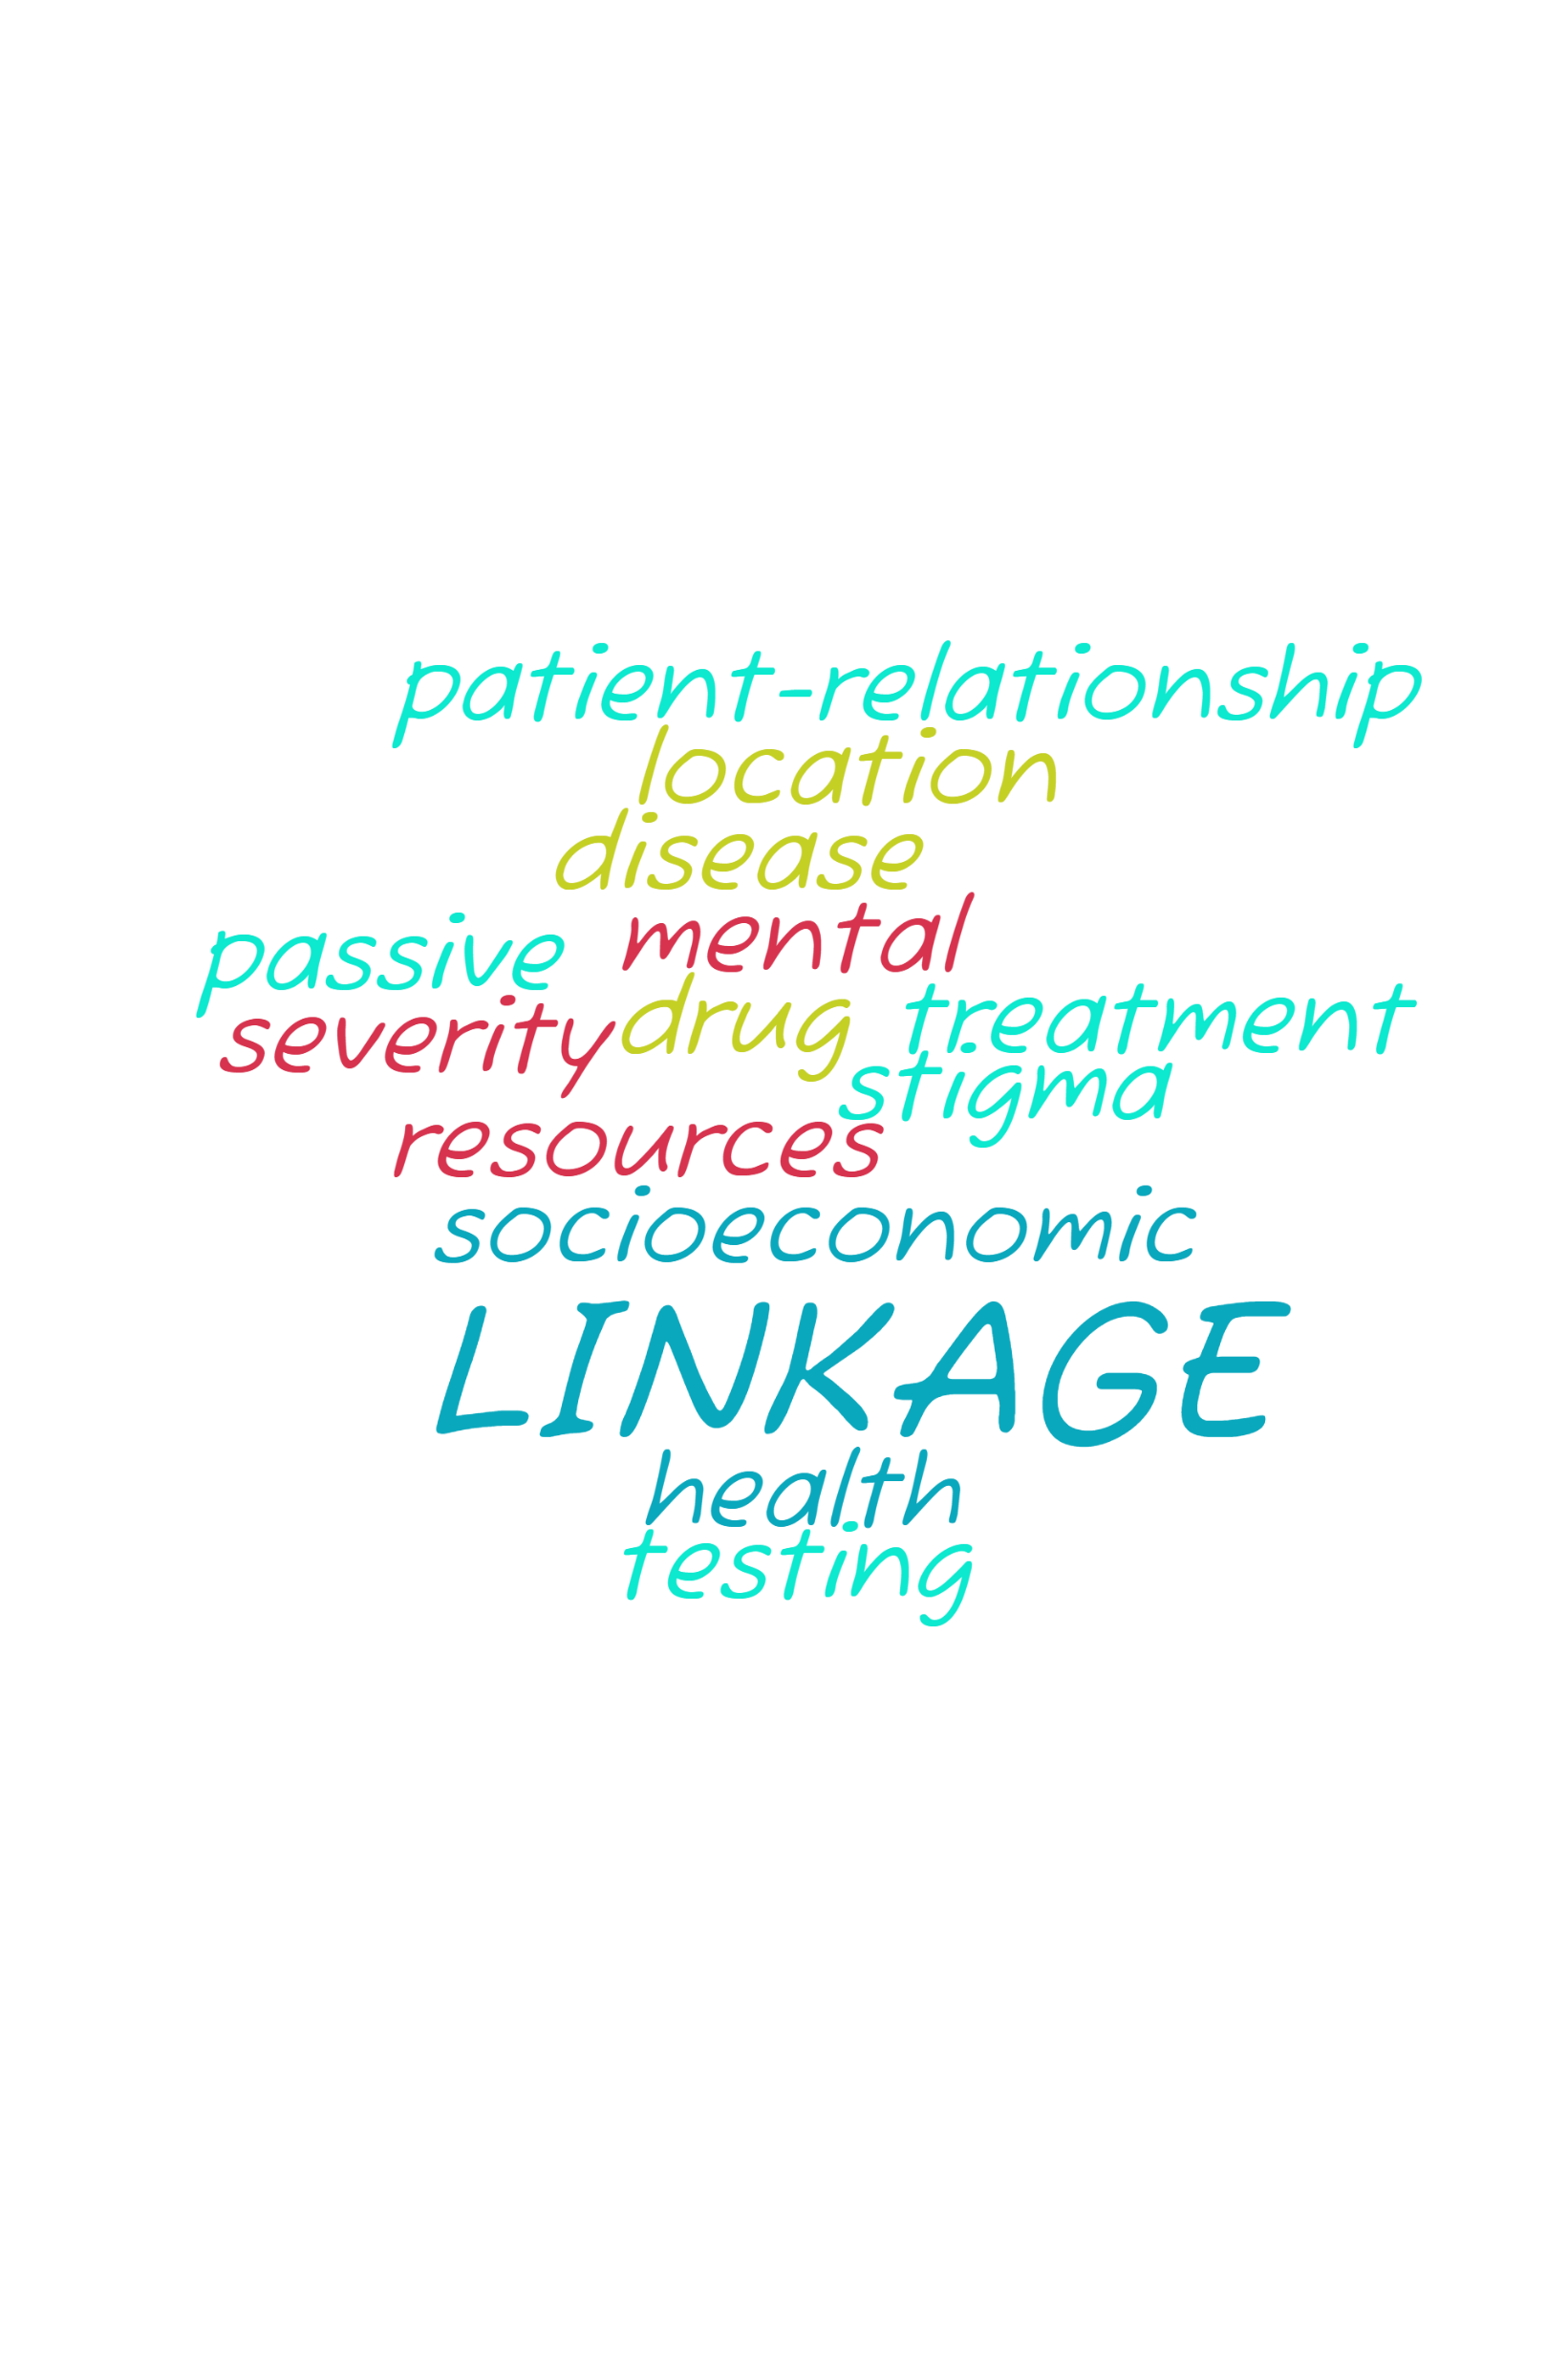 patient-relationship
location
disease
passive mental
severity drug treatment
stigma
resources
socioeconomic
LINKAGE
health
testing